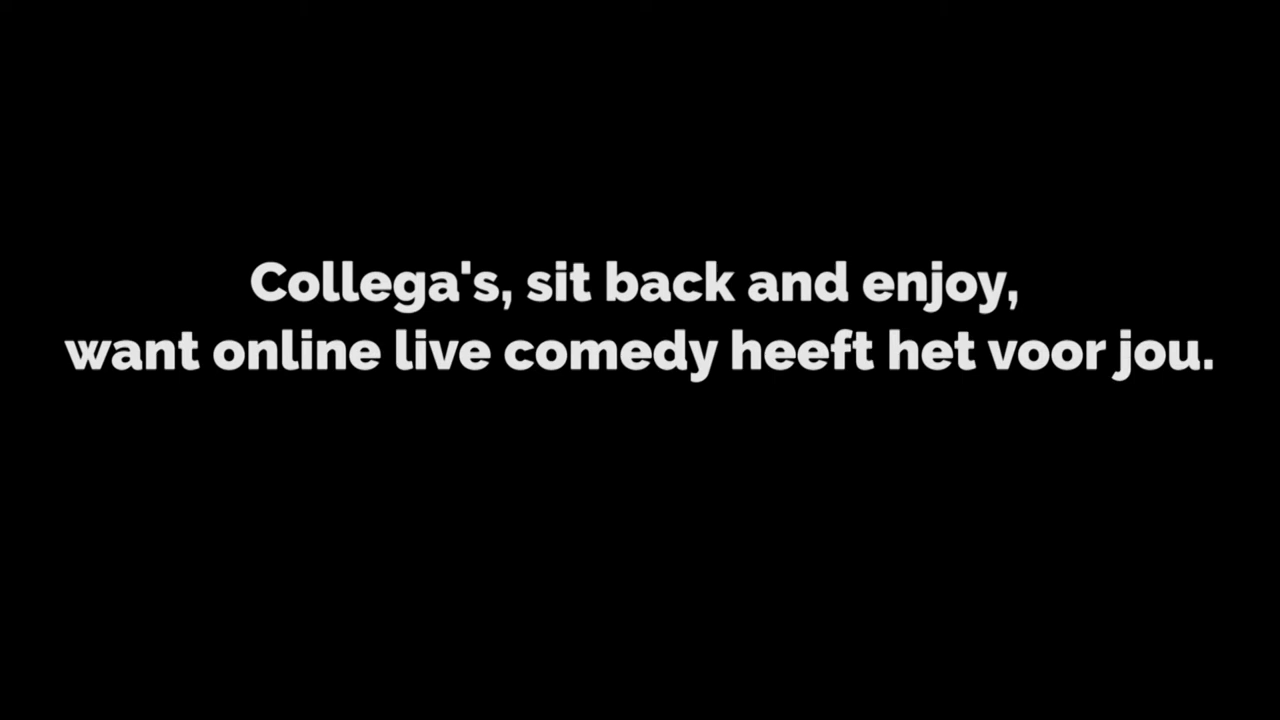 Collega's, sit back and enjoy,
want online live comedy heeft het voor jou.